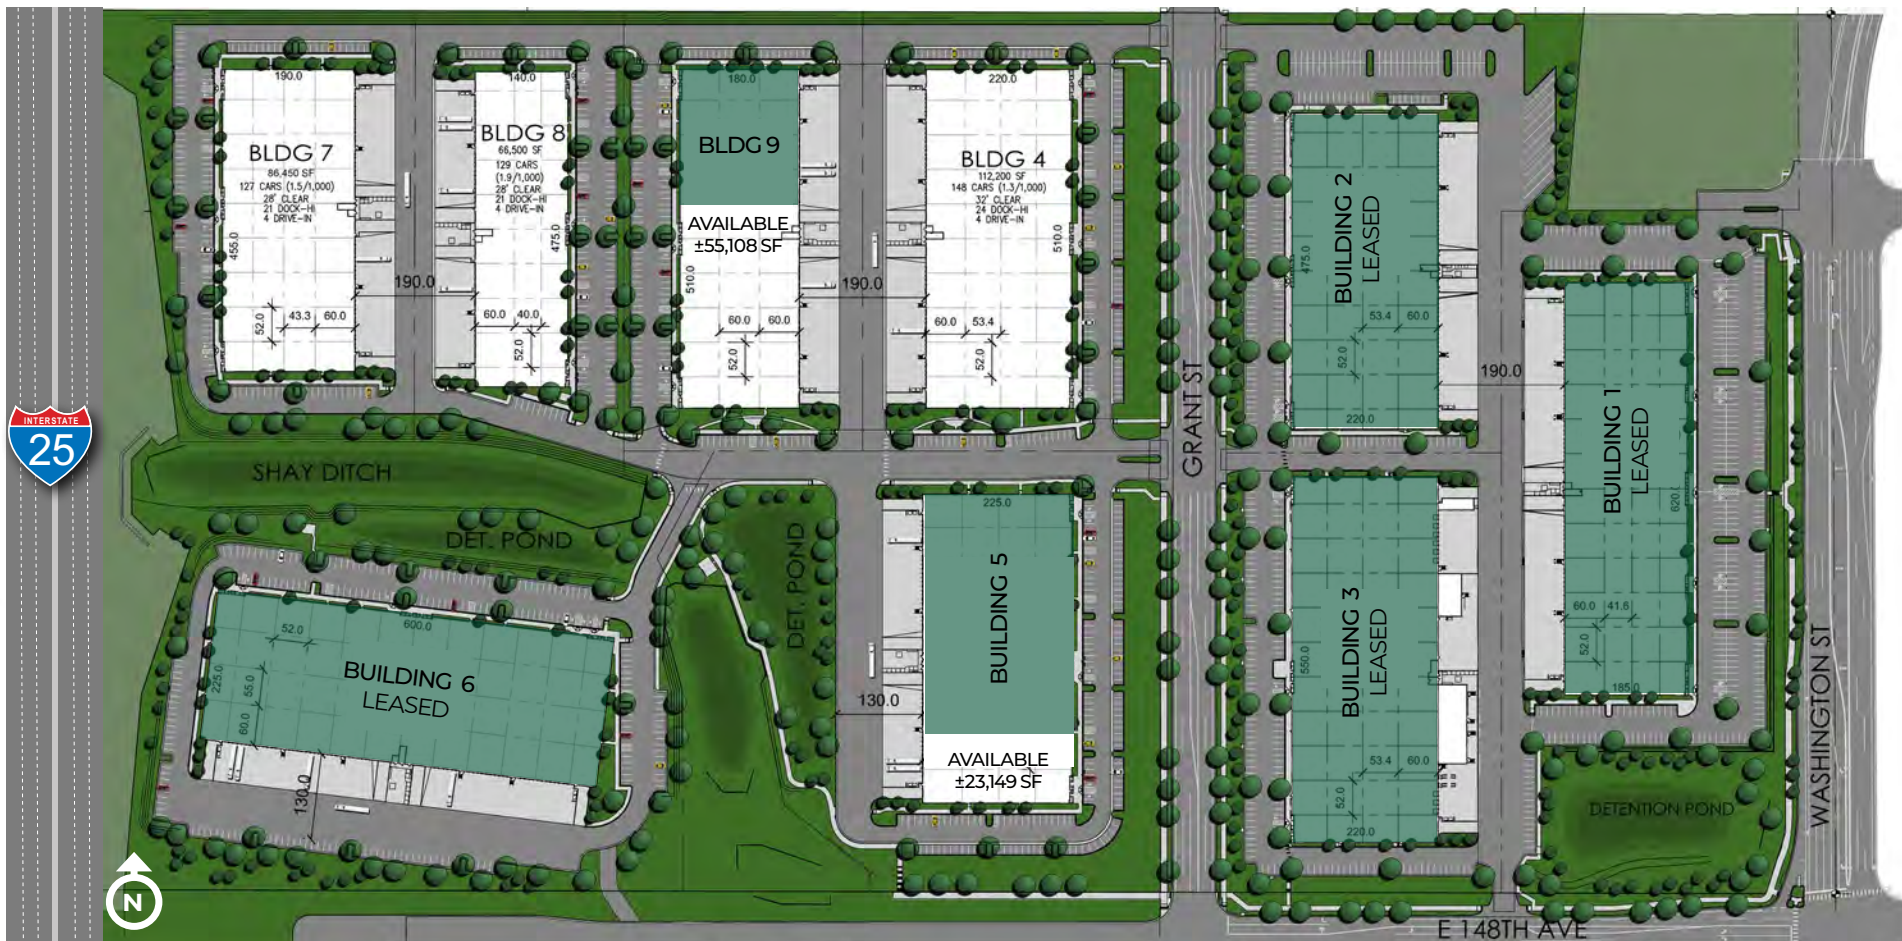 INTERSTATE
25
N
190.0
BLDG 7
86,450 SF
127 CARS (1.5/1,000)
28' CLEAR
21 DOCK-HI
4 DRIVE-IN
455.0
52.0
43.3
60.0
190.0
140.0
BLDG 8
66,500 SF
129 CARS
(1.9/1,000)
28' CLEAR
21 DOCK-HI
4 DRIVE-IN
475.0
60.0
40.0
52.0
180.0
BLDG 9
AVAILABLE
±55,108 SF
510.0
60.0
60.0
52.0
190.0
220.0
BLDG 4
112,200 SF
148 CARS (1.3/1,000)
32' CLEAR
24 DOCK-HI
4 DRIVE-IN
510.0
60.0
53.4
52.0
GRANT ST
BUILDING 2
LEASED
475.0
53.4
60.0
52.0
220.0
190.0
BUILDING 1
LEASED
620.
60.0
41.6
52.0
185.0
WASHINGTON ST
SHAY DITCH
DET. POND
DET. POND
600.0
52.0
225.0
55.0
60.0
BUILDING 6
LEASED
130.0
225.0
BUILDING 5
130.0
AVAILABLE
±23,149 SF
BUILDING 3
LEASED
550.0
53.4
60.0
52.0
220.0
DETENTION POND
E 148TH AVE